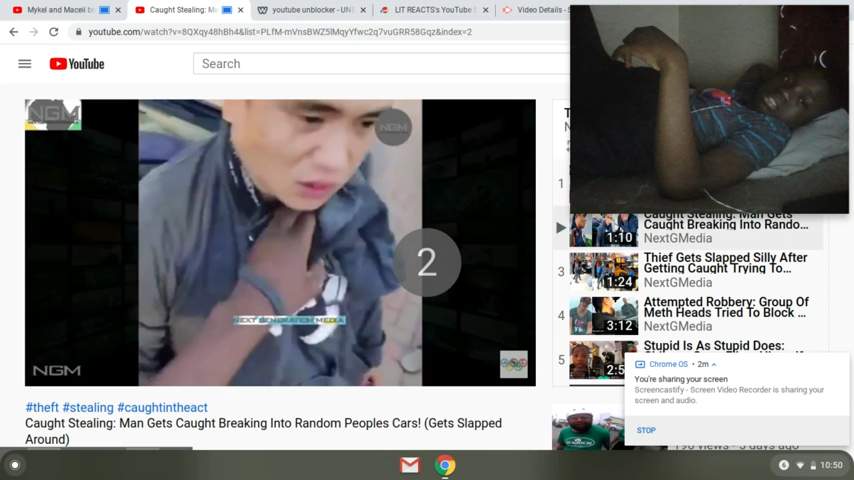 Mykel and Maceii b
Caught Stealing: M
youtube unblocker - UN
LIT REACTS's YouTube
Video Details -
youtube.com/watch?v=8QXqy48hBh4&list=PLfM-mVnsBWZ5lMqyYfwc2q7vuGRR58Gqz&index=2
YouTube
Search
NGM
NGM
2
NEXT GENERATION MEDIA
NGM
#theft #stealing #caughtintheact
Caught Stealing: Man Gets Caught Breaking Into Random Peoples Cars! (Gets Slapped
Around)
1
Caught Stealing: Man Gets
Caught Breaking Into Rando...
NextGMedia
1:10
3
Thief Gets Slapped Silly After
Getting Caught Trying To...
NextGMedia
1:24
4
Attempted Robbery: Group Of
Meth Heads Tried To Block ...
NextGMedia
3:12
5
Stupid Is As Stupid Does:
2:5
Chrome OS • 2m
You're sharing your screen
Screencastify - Screen Video Recorder is sharing your
screen and audio.
STOP
6
10:50